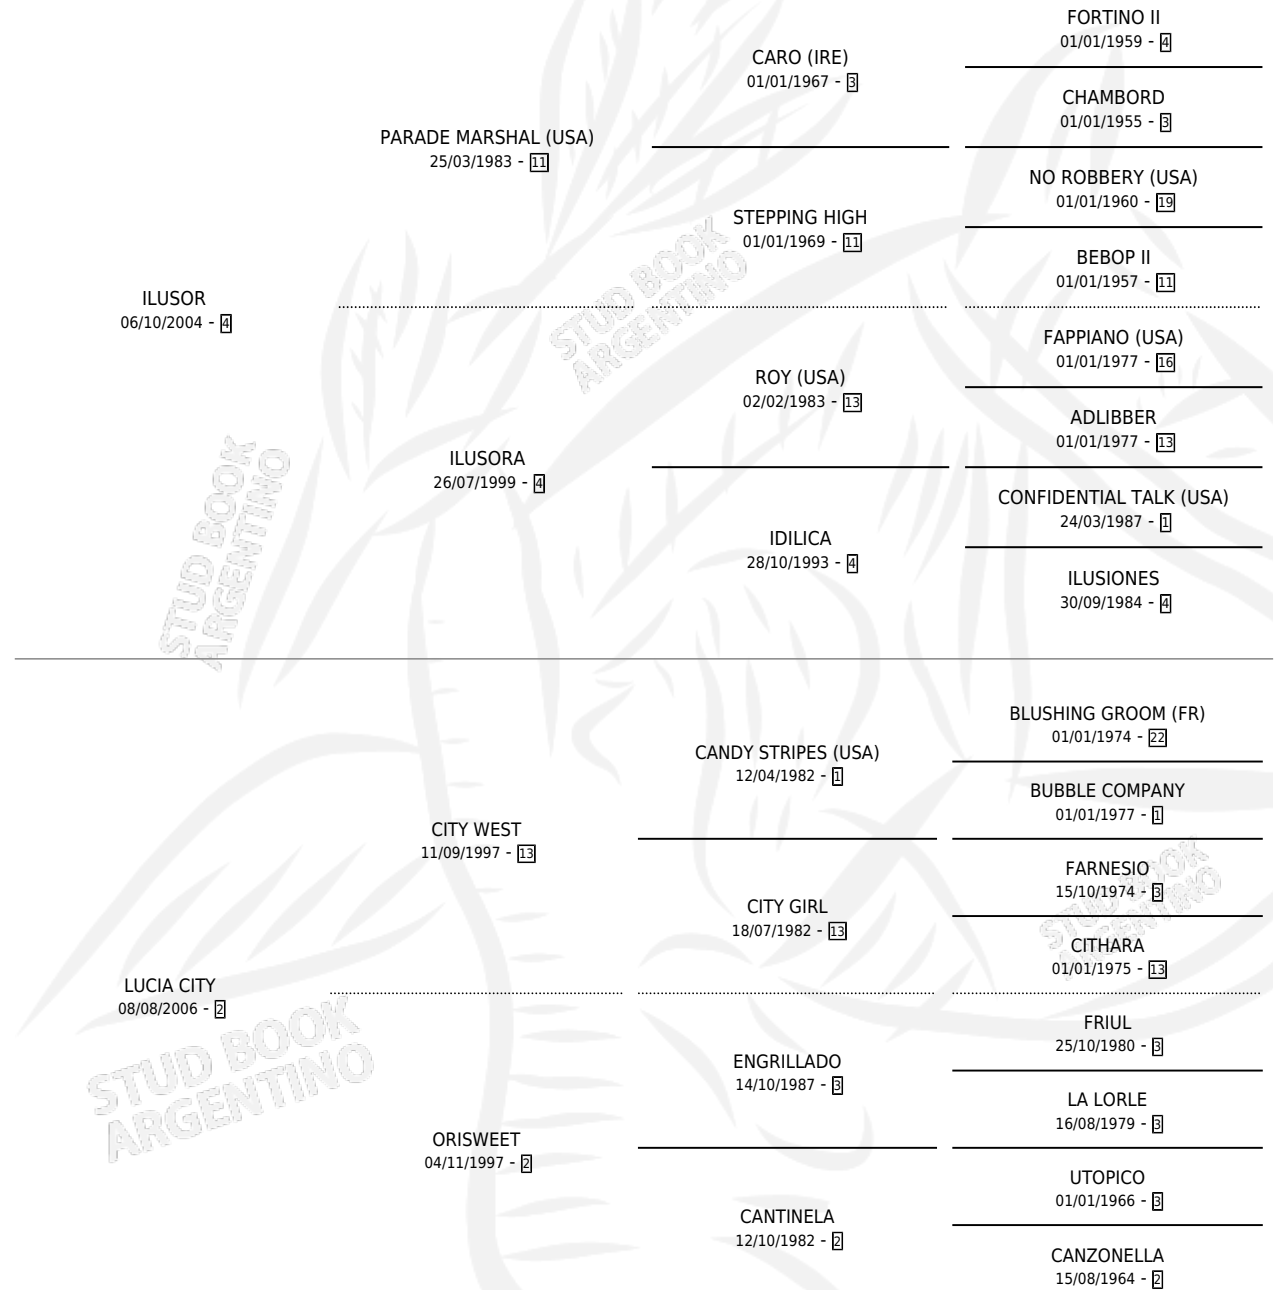 FORTINO II
01/01/1959 - 4
CARO (IRE)
01/01/1967 - 3
CHAMBORD
01/01/1955 - 3
PARADE MARSHAL (USA)
25/03/1983 - 11
NO ROBBERY (USA)
01/01/1960 - 19
STEPPING HIGH
01/01/1969 - 11
BEBOP II
01/01/1957 - 11
ILUSOR
06/10/2004 - 4
STUD BOOK
ARGENTINO
FAPPIANO (USA)
01/01/1977 - 16
ROY (USA)
02/02/1983 - 13
ADLIBBER
01/01/1977 - 13
ILUSORA
26/07/1999 - 4
CONFIDENTIAL TALK (USA)
24/03/1987 - 1
IDILICA
28/10/1993 - 4
ILUSIONES
30/09/1984 - 4
STUD BOOK
ARGENTINO
BLUSHING GROOM (FR)
01/01/1974 - 22
CANDY STRIPES (USA)
12/04/1982 - 1
BUBBLE COMPANY
01/01/1977 - 1
CITY WEST
11/09/1997 - 13
FARNESIO
15/10/1974 - 3
CITY GIRL
18/07/1982 - 13
CITHARA
01/01/1975 - 13
STUD BOOK
ARGENTINO
LUCIA CITY
08/08/2006 - 2
STUD BOOK
ARGENTINO
FRIUL
25/10/1980 - 3
ENGRILLADO
14/10/1987 - 3
LA LORLE
16/08/1979 - 3
ORISWEET
04/11/1997 - 2
UTOPICO
01/01/1966 - 3
CANTINELA
12/10/1982 - 2
CANZONELLA
15/08/1964 - 2